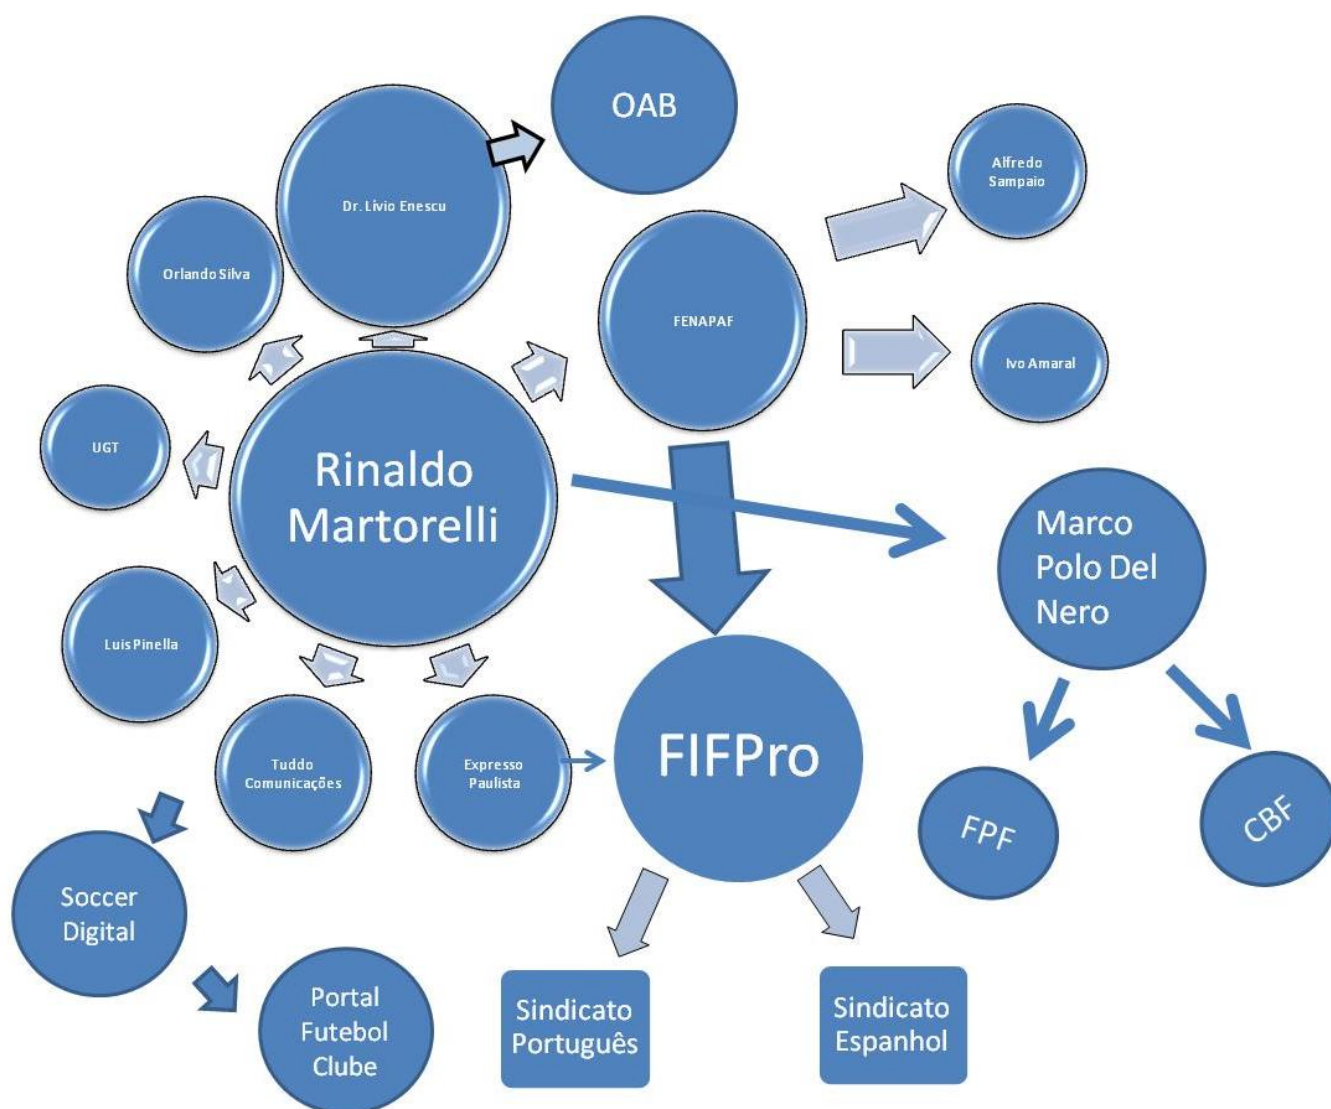 OAB
Alfredo
Sampaio
Dr. Lívio Enescu
Orlando Silva
FENAPAF
Ivo Amaral
UGT
Rinaldo
Martorelli
Marco
Polo Del
Nero
Luis Pinella
Tuddo
Comunicações
Expresso
Paulista
FIFPro
FPF
CBF
Soccer
Digital
Portal
Futebol
Clube
Sindicato
Português
Sindicato
Espanhol